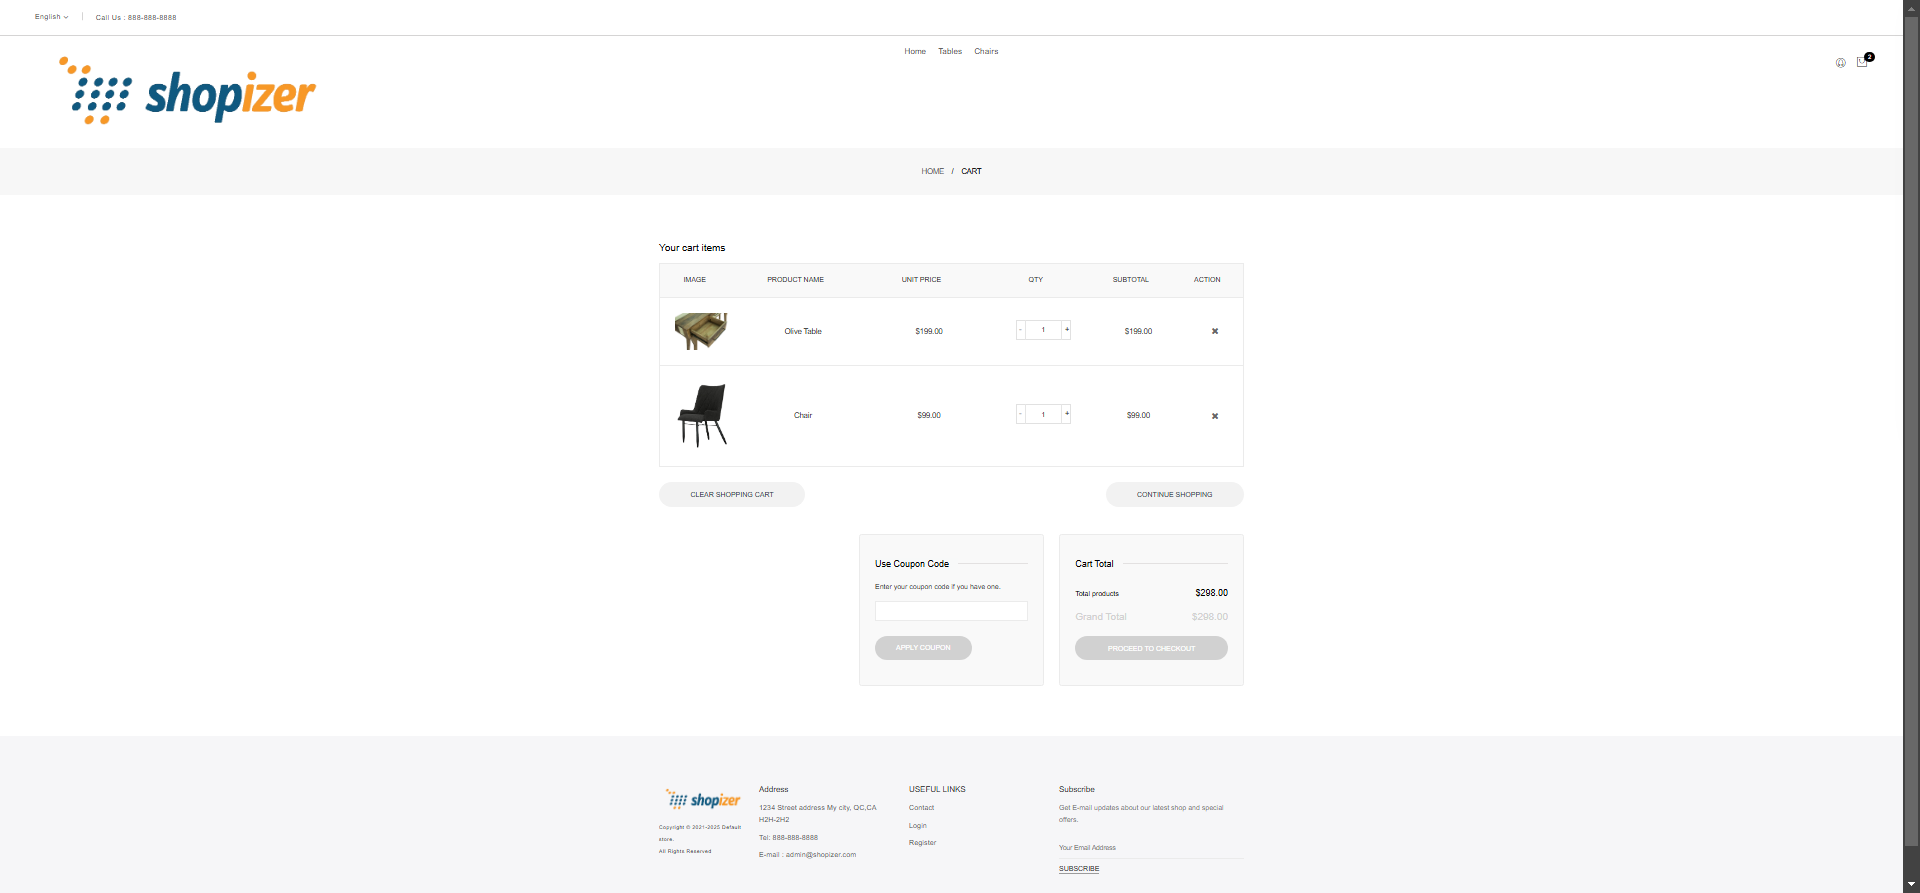 English
Call Us : 888-888-8888
Home Tables Chairs
2
shopizer
HOME / CART
Your cart items
IMAGE PRODUCT NAME UNIT PRICE QTY SUBTOTAL ACTION
Olive Table $199.00 - 1 + $199.00
Chair $99.00 - 1 + $99.00
CLEAR SHOPPING CART
CONTINUE SHOPPING
Use Coupon Code
Enter your coupon code if you have one.
APPLY COUPON
Cart Total
Total products $298.00
Grand Total $298.00
PROCEED TO CHECKOUT
shopizer
Copyright © 2021-2025 Default
store.
All Rights Reserved
Address
1234 Street address My city, QC,CA
H2H-2H2
Tel: 888-888-8888
E-mail : admin@shopizer.com
USEFUL LINKS
Contact
Login
Register
Subscribe
Get E-mail updates about our latest shop and special
offers.
Your Email Address
SUBSCRIBE